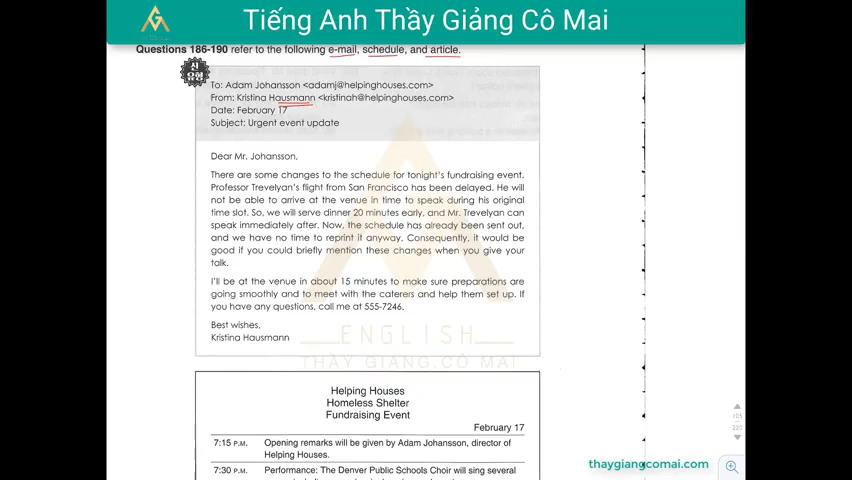 Tiếng Anh Thầy Giảng Cô Mai
Questions 186-190 refer to the following e-mail, schedule, and article.
To: Adam Johansson <adamj@helpinghouses.com>
From: Kristina Hausmann <kristinah@helpinghouses.com>
Date: February 17
Subject: Urgent event update
Dear Mr. Johansson,
There are some changes to the schedule for tonight's fundraising event.
Professor Trevelyan's flight from San Francisco has been delayed. He will
not be able to arrive at the venue in time to speak during his original
time slot. So, we will serve dinner 20 minutes early, and Mr. Trevelyan can
speak immediately after. Now, the schedule has already been sent out,
and we have no time to reprint it anyway. Consequently, it would be
good if you could briefly mention these changes when you give your
talk.
I'll be at the venue in about 15 minutes to make sure preparations are
going smoothly and to meet with the caterers and help them set up. If
you have any questions, call me at 555-7246.
Best wishes,
Kristina Hausmann
ENGLISH
THẦY GIẢNG.CÔ MAI
Helping Houses
Homeless Shelter
Fundraising Event
February 17
7:15 P.M. Opening remarks will be given by Adam Johansson, director of
Helping Houses.
7:30 P.M. Performance: The Denver Public Schools Choir will sing several
105
220
thaygiangcomai.com